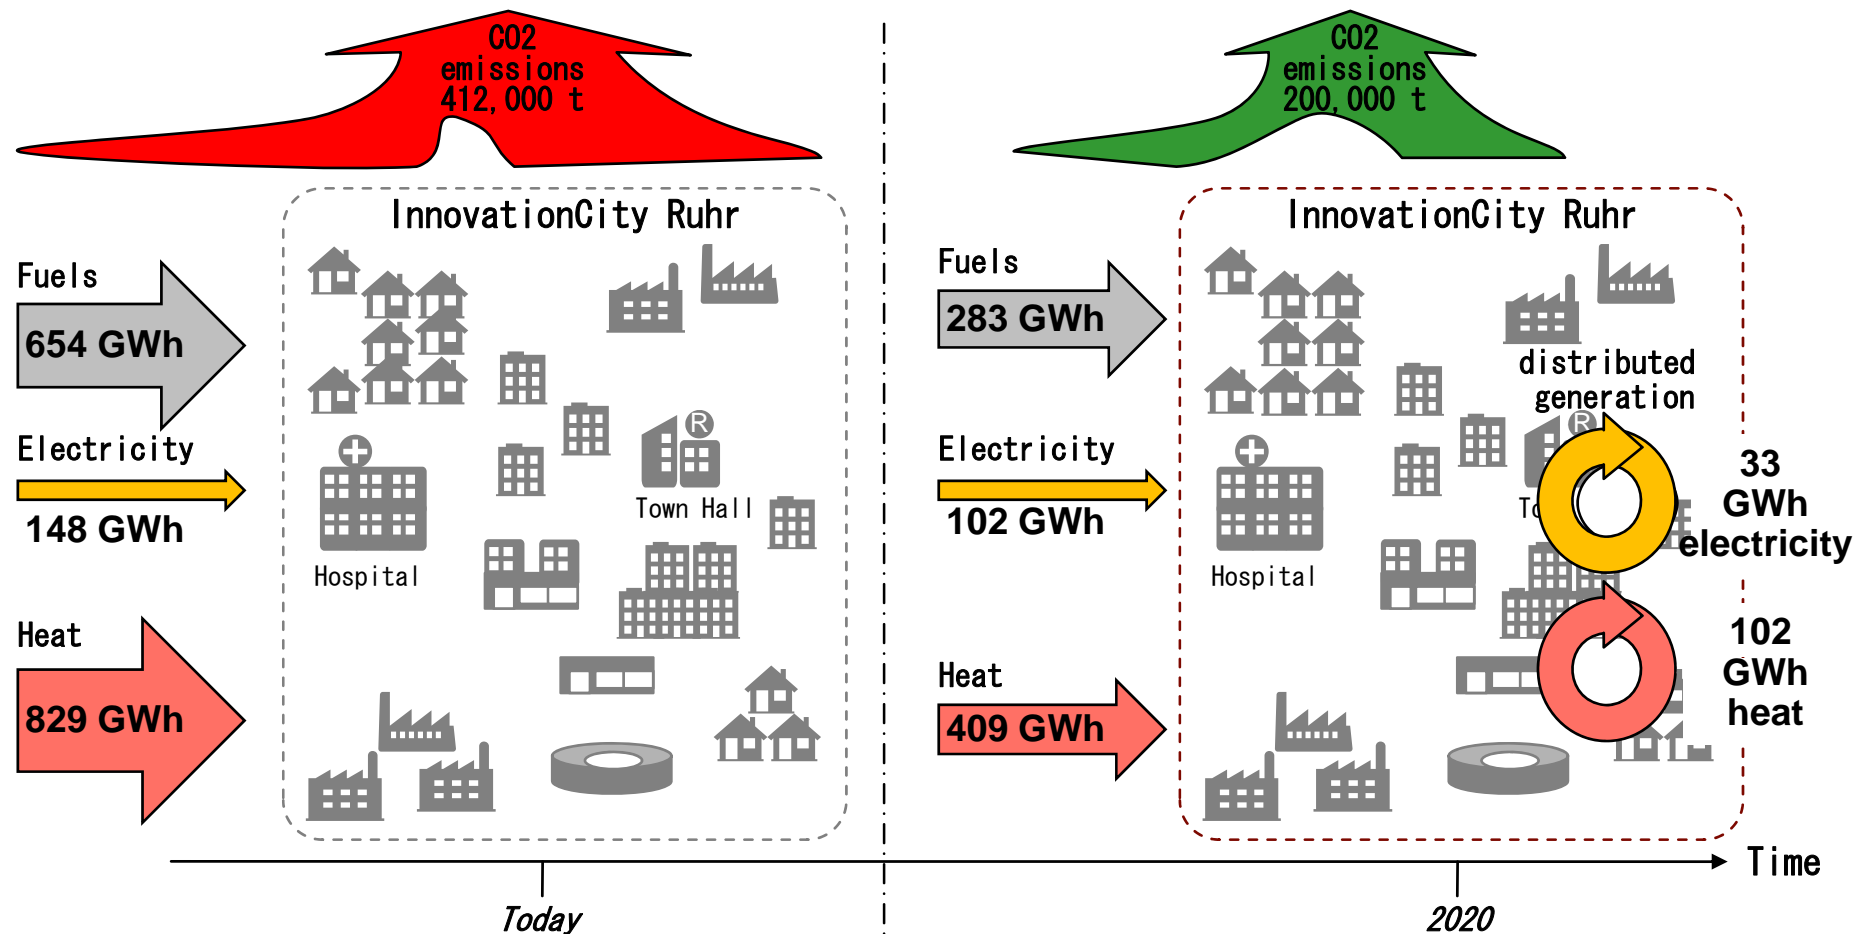 CO2
emissions
412,000 t
InnovationCity Ruhr
Fuels
654 GWh
Electricity
148 GWh
Heat
829 GWh
R
Town Hall
Hospital
Today
CO2
emissions
200,000 t
InnovationCity Ruhr
Fuels
283 GWh
Electricity
102 GWh
Heat
409 GWh
distributed
generation
R
Hospital
33
GWh
electricity
102
GWh
heat
Time
2020